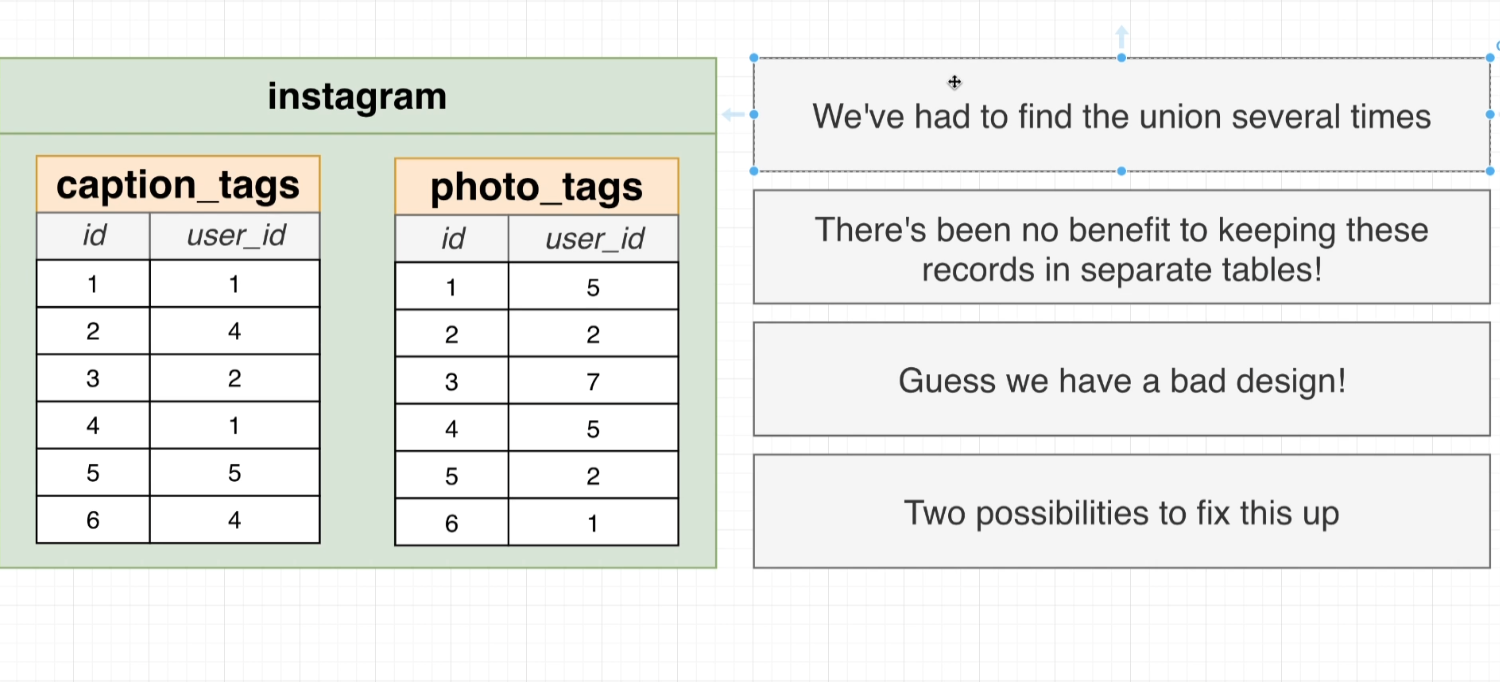 instagram
caption_tags
id user_id
1 1
2 4
3 2
4 1
5 5
6 4
photo_tags
id user_id
1 5
2 2
3 7
4 5
5 2
6 1
We've had to find the union several times
There's been no benefit to keeping these
records in separate tables!
Guess we have a bad design!
Two possibilities to fix this up